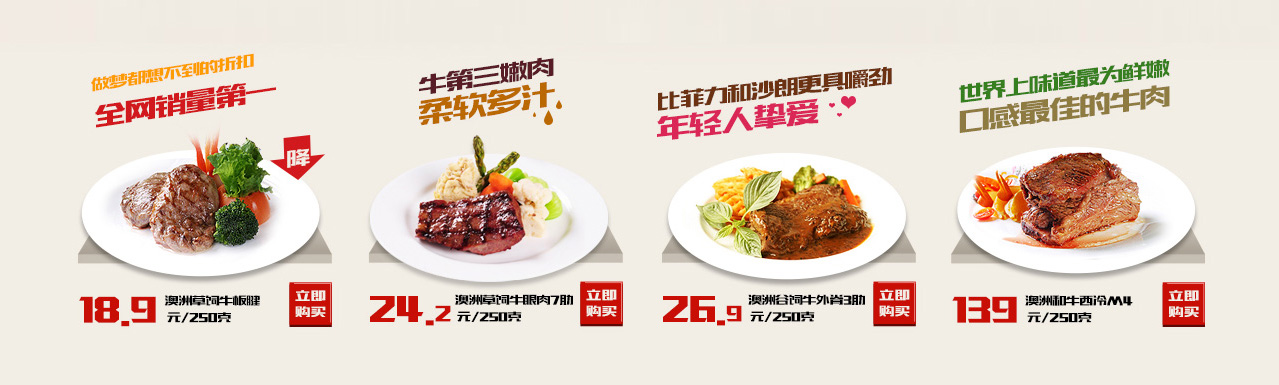 做梦都想不到的折扣
全网销量第一
降
18.9 澳洲草饲牛板腱
元/250克
立即
购买
牛第三嫩肉
柔软多汁
24.2 澳洲草饲牛眼肉7肋
元/250克
立即
购买
比菲力和沙朗更具嚼劲
年轻人挚爱
26.9 澳洲谷饲牛外脊3肋
元/250克
立即
购买
世界上味道最为鲜嫩
口感最佳的牛肉
139 澳洲和牛西冷M4
元/250克
立即
购买